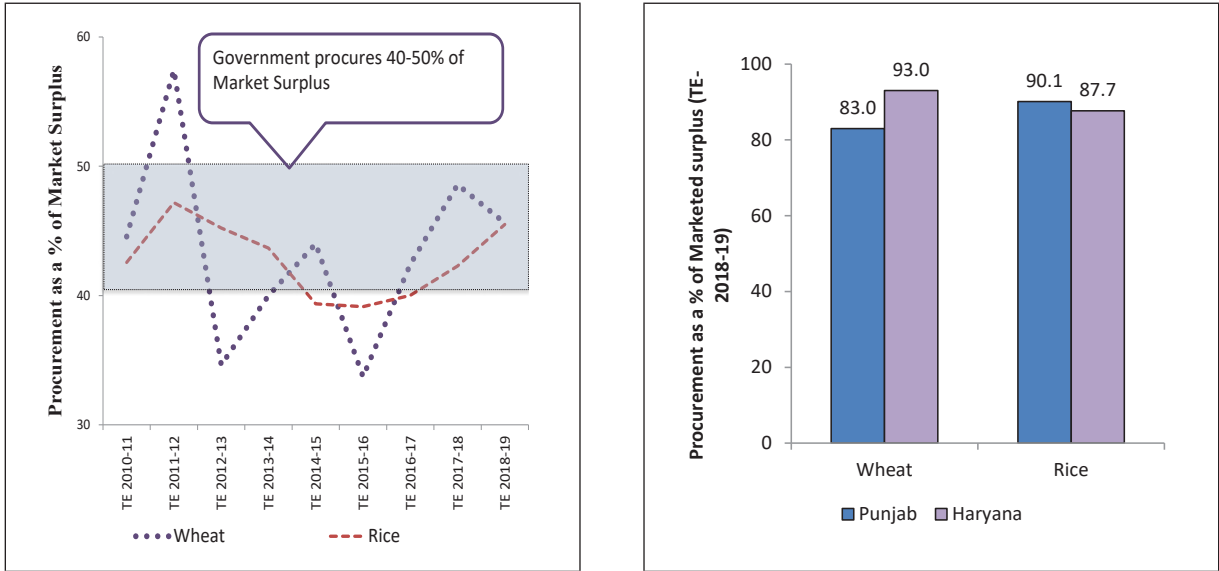 Government procures 40-50% of
Market Surplus
Procurement as a % of Market Surplus
60
50
40
30
TE 2010-11
TE 2011-12
TE 2012-13
TE 2013-14
TE 2014-15
TE 2015-16
TE 2016-17
TE 2017-18
TE 2018-19
Wheat
Rice
Procurement as a % of Marketed surplus (TE-
2018-19)
100
80
60
40
20
0
83.0
93.0
90.1
87.7
Wheat
Rice
Punjab
Haryana